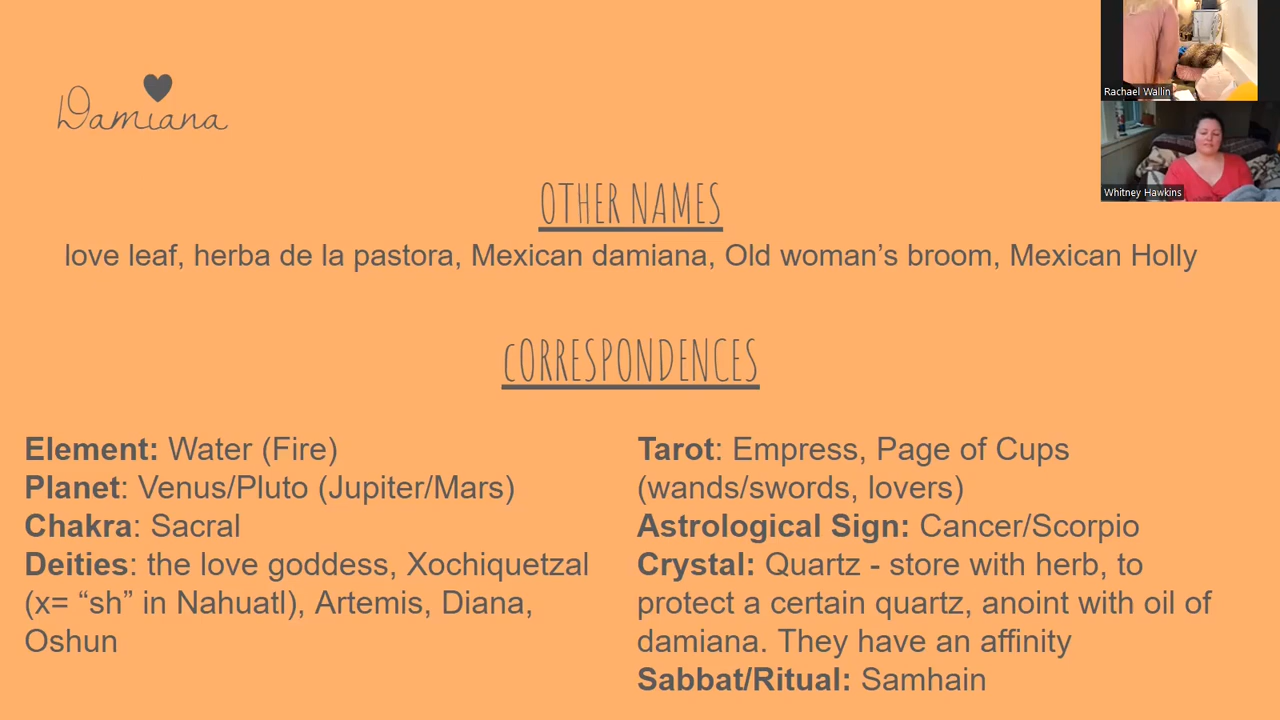 Damiana
Rachael Wallin
Whitney Hawkins
OTHER NAMES
love leaf, herba de la pastora, Mexican damiana, Old woman’s broom, Mexican Holly
cORRESPONDENCES
Element: Water (Fire)
Planet: Venus/Pluto (Jupiter/Mars)
Chakra: Sacral
Deities: the love goddess, Xochiquetzal
(x= “sh” in Nahuatl), Artemis, Diana,
Oshun
Tarot: Empress, Page of Cups
(wands/swords, lovers)
Astrological Sign: Cancer/Scorpio
Crystal: Quartz - store with herb, to
protect a certain quartz, anoint with oil of
damiana. They have an affinity
Sabbat/Ritual: Samhain